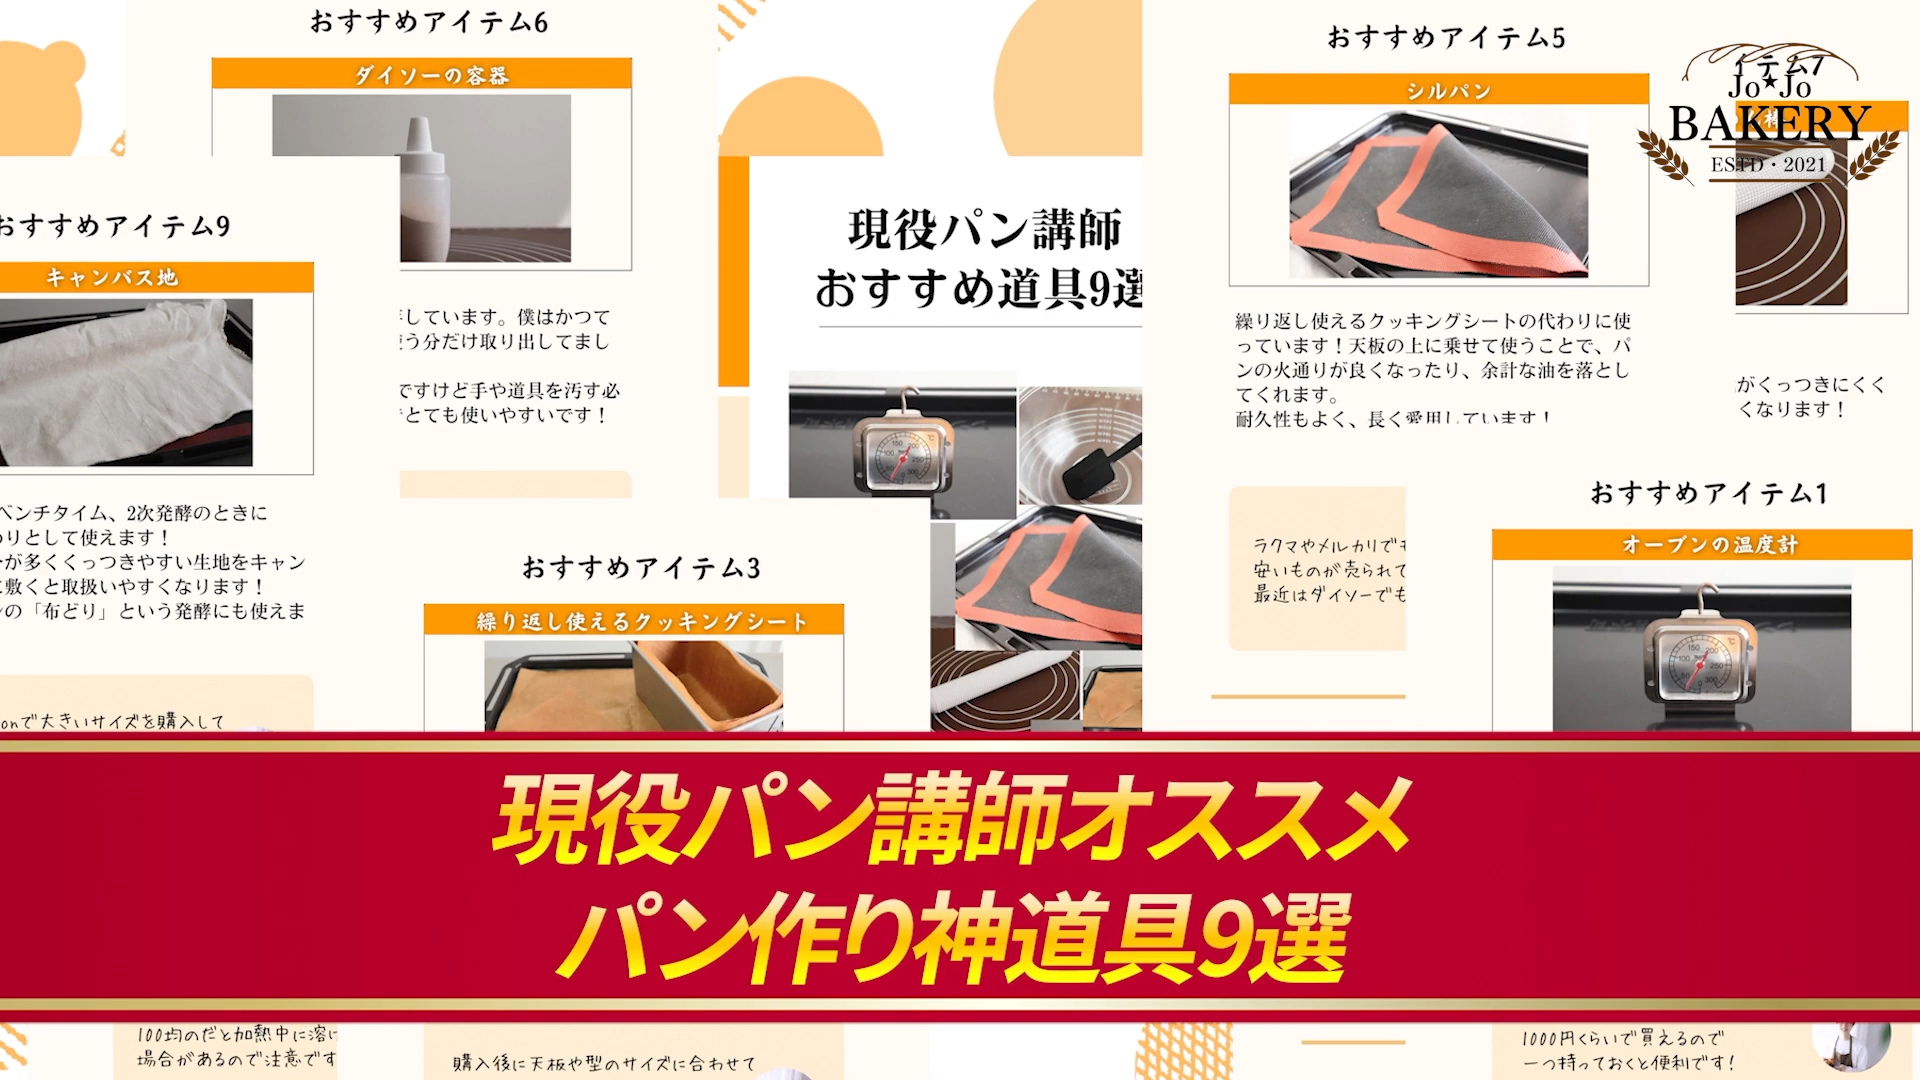 おすすめアイテム6
ダイソーの容器
しています。僕はかつて
う分だけ取り出してまし
ですけど手や道具を汚す必
とても使いやすいです！
おすすめアイテム9
キャンバス地
ベンチタイム、2次発酵のときに
わりとして使えます！
が多くくっつきやすい生地をキャン
に敷くと取扱いやすくなります！
の「布どり」という発酵にも使えま
onで大きいサイズを購入して
現役パン講師
おすすめ道具9選
おすすめアイテム3
繰り返し使えるクッキングシート
おすすめアイテム5
シルパン
繰り返し使えるクッキングシートの代わりに使
っています！天板の上に乗せて使うことで、パ
ンの火通りが良くなったり、余計な油を落とし
てくれます。
耐久性もよく、長く愛用しています！
ラクマやメルカリでも
安いものが売られて
最近はダイソーでも
イテム7
棒
がくっつきにくく
くなります！
Jo★Jo
BAKERY
ESTD・2021
おすすめアイテム1
オーブンの温度計
現役パン講師オススメ
パン作り神道具9選
100均のだと加熱中に溶け
場合があるので注意です
購入後に天板や型のサイズに合わせて
1000円くらいで買えるので
一つ持っておくと便利です！